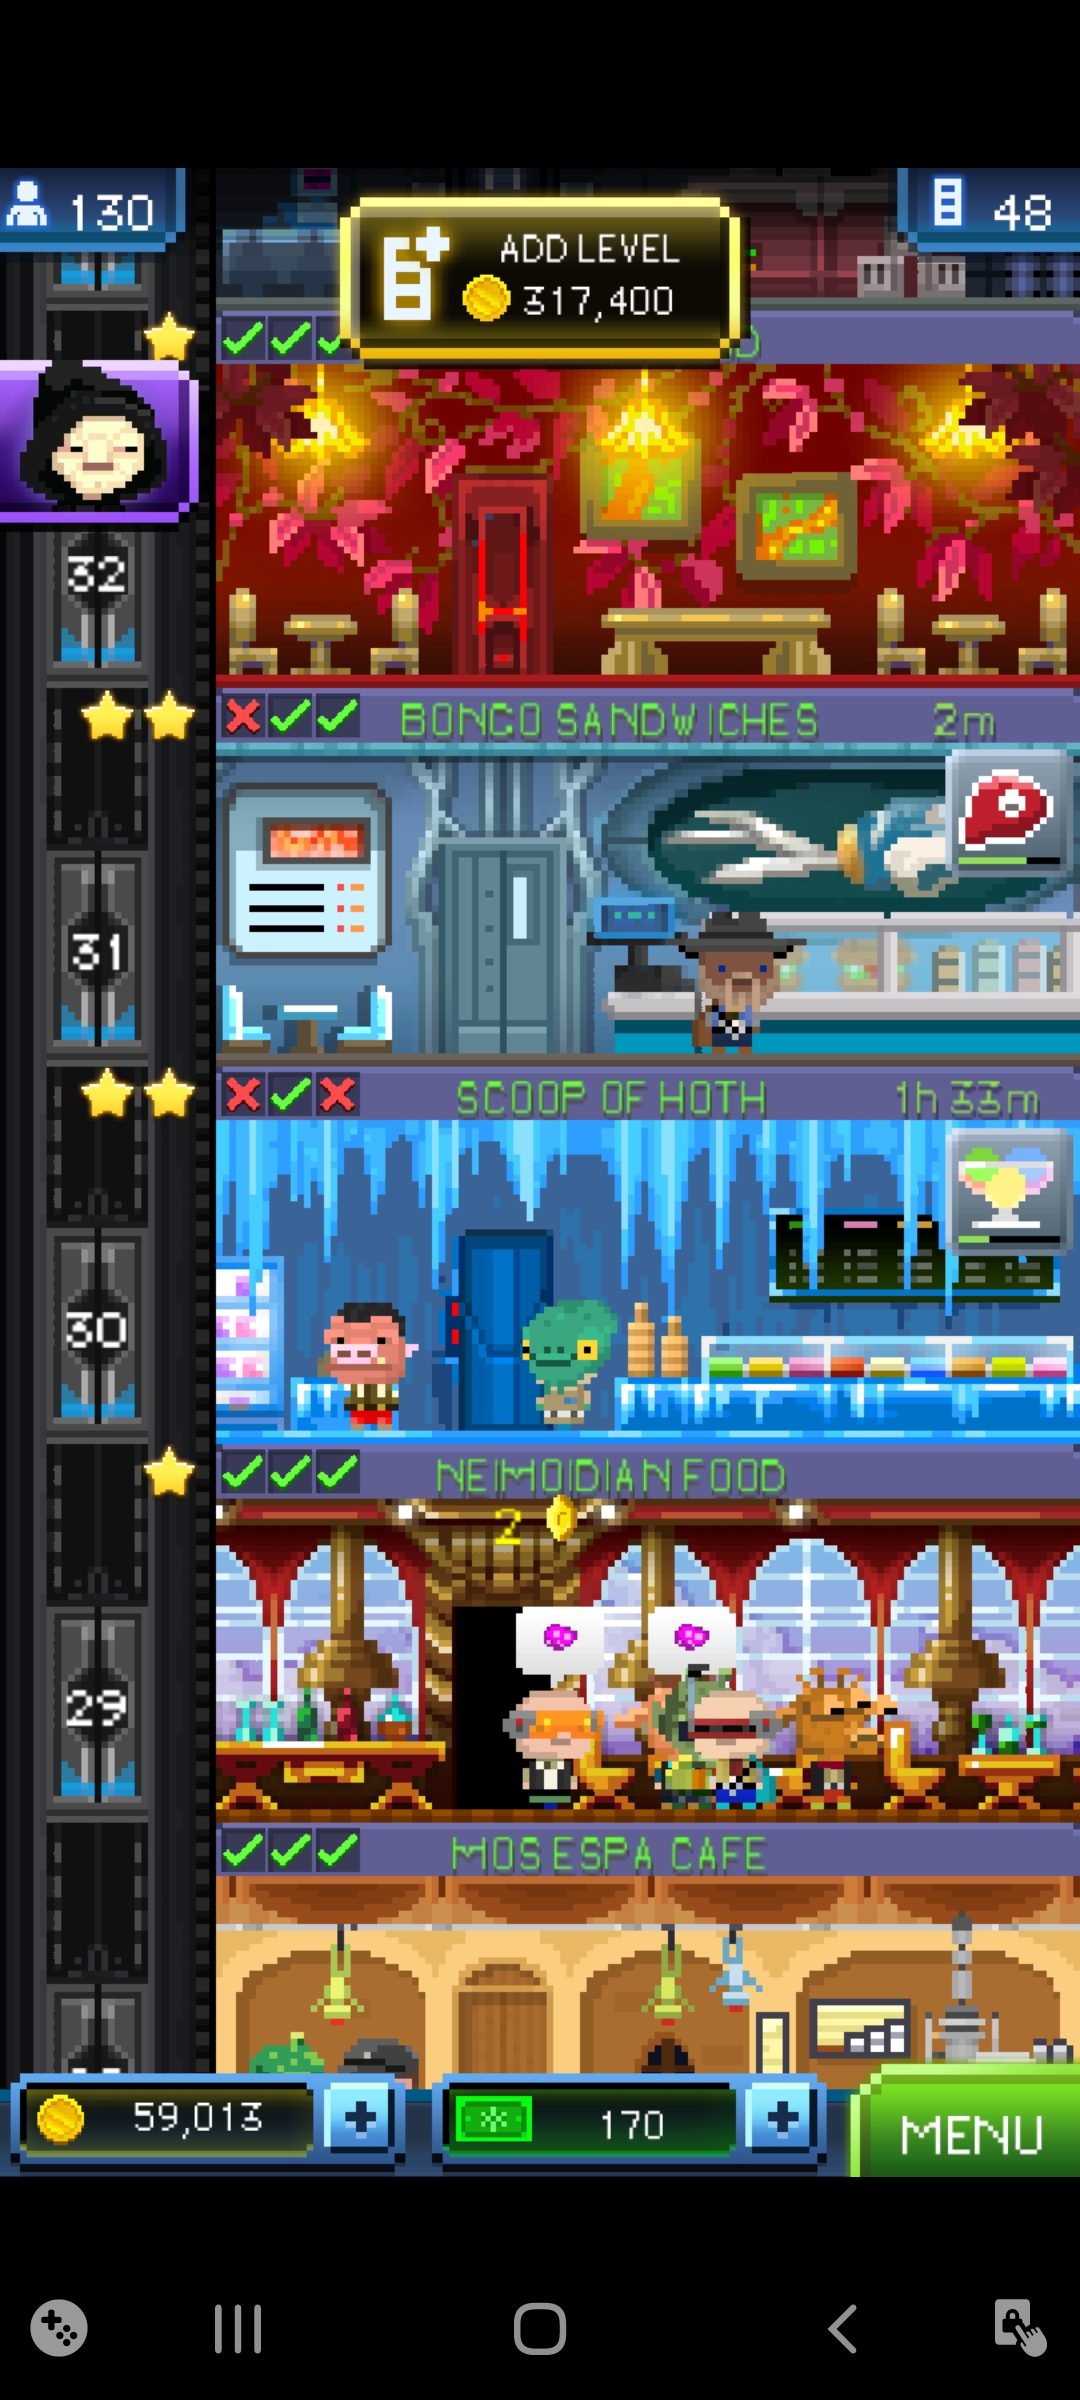 130
48
ADD LEVEL
317,400
32
BONGO SANDWICHES 2m
31
SCOOP OF HOTH 1h 33m
30
NEIMOIDIAN FOOD
2
29
MOS ESPA CAFE
59,013
170
MENU